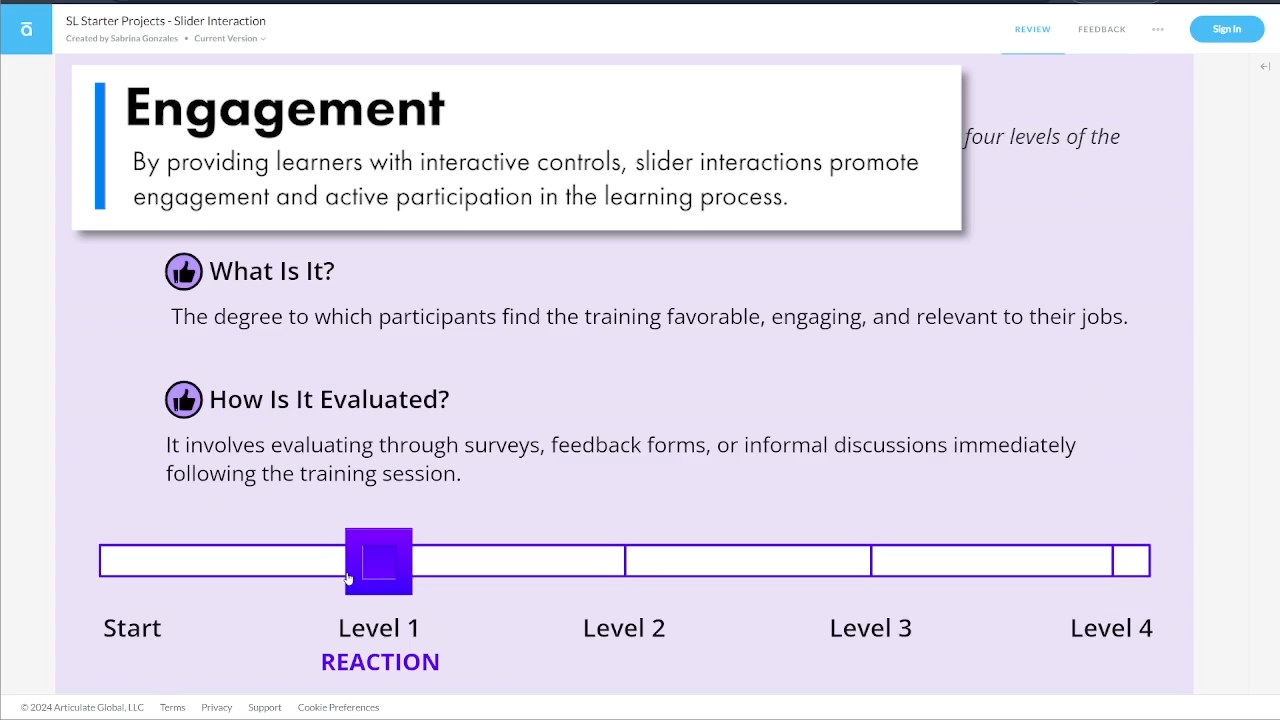 SL Starter Projects - Slider Interaction
Created by Sabrina Gonzales • Current Version
REVIEW
FEEDBACK
Sign In
Engagement
By providing learners with interactive controls, slider interactions promote
engagement and active participation in the learning process.
four levels of the
What Is It?
The degree to which participants find the training favorable, engaging, and relevant to their jobs.
How Is It Evaluated?
It involves evaluating through surveys, feedback forms, or informal discussions immediately
following the training session.
Start Level 1 Level 2 Level 3 Level 4
REACTION
© 2024 Articulate Global, LLC Terms Privacy Support Cookie Preferences